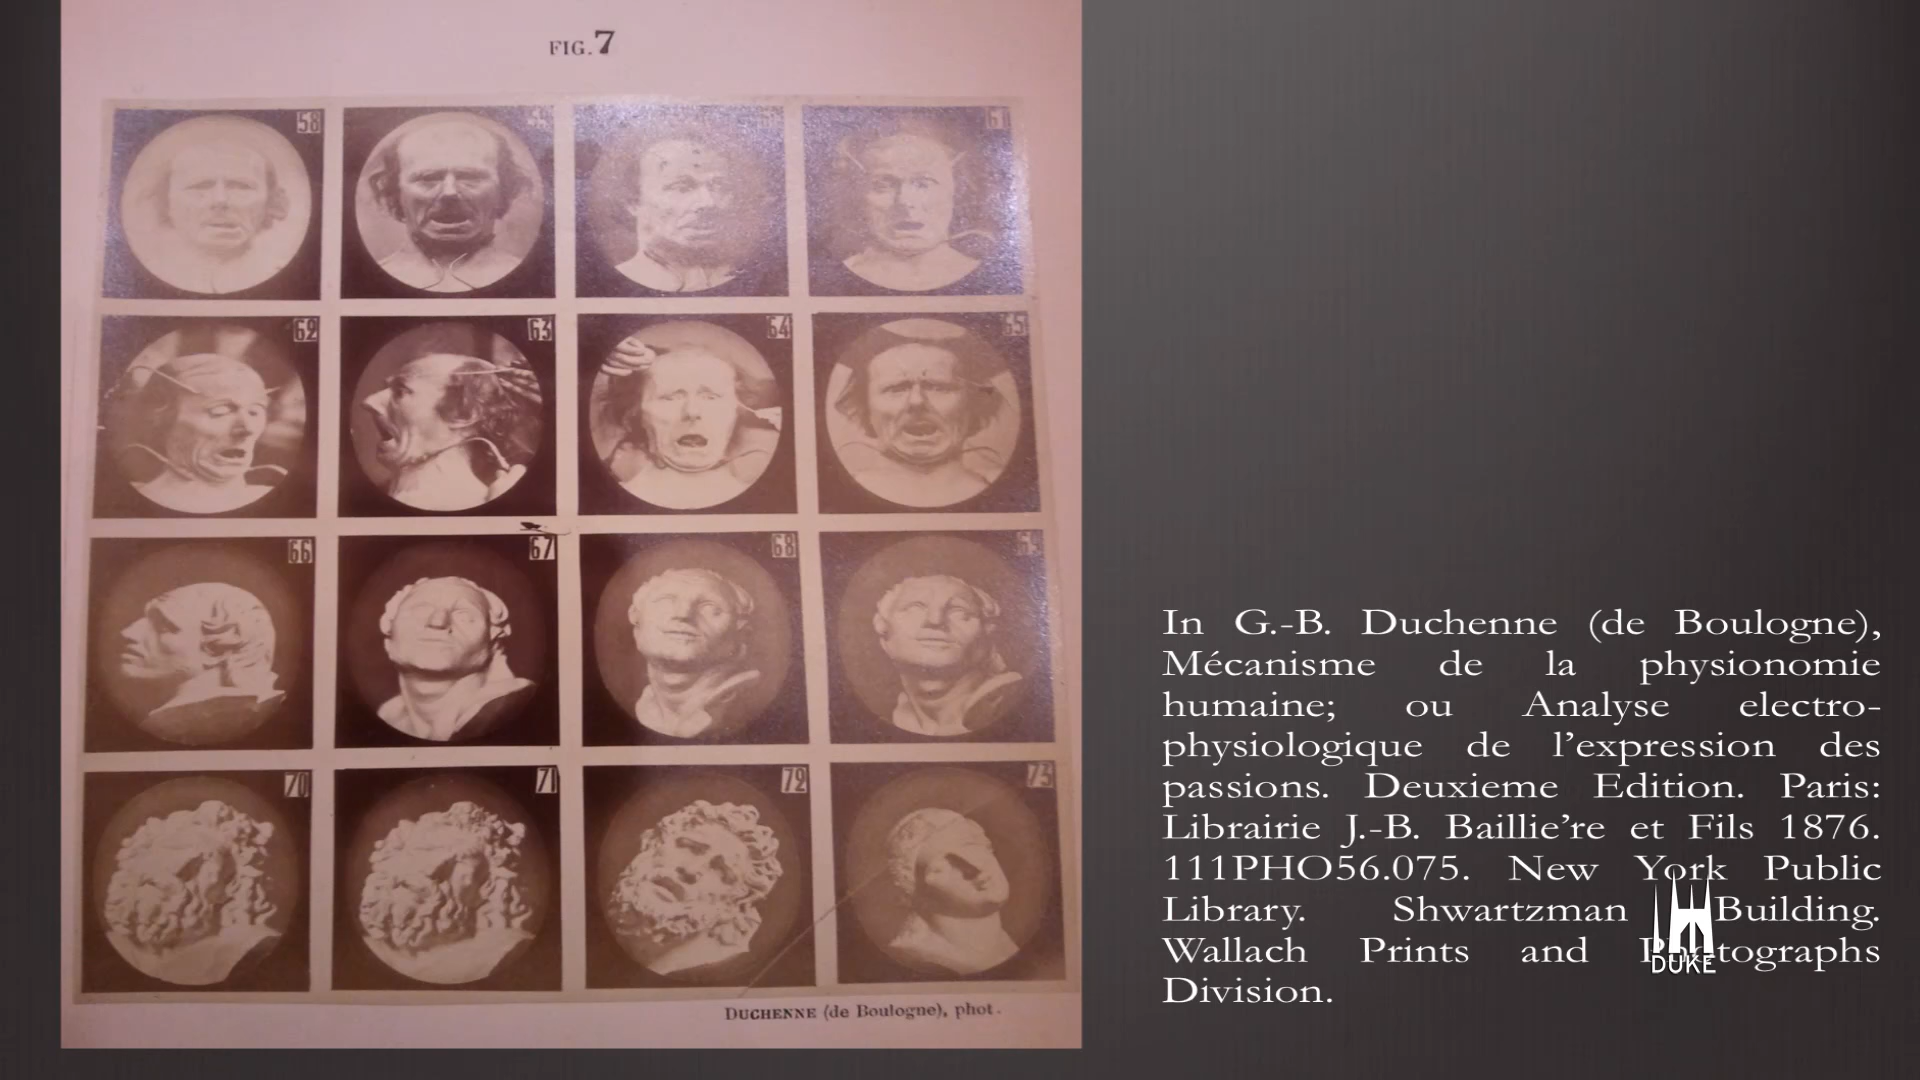 FIG. 7
58 59 61
62 63 64 65
66 67 68 69
70 71 72 73
DUCHENNE (de Boulogne), phot.
In G.-B. Duchenne (de Boulogne),
Mécanisme de la physionomie
humaine; ou Analyse electro-
physiologique de l’expression des
passions. Deuxieme Edition. Paris:
Librairie J.-B. Baillie’re et Fils 1876.
111PHO56.075. New York Public
Library. Shwartzman Building.
Wallach Prints and Photographs
Division.
DUKE